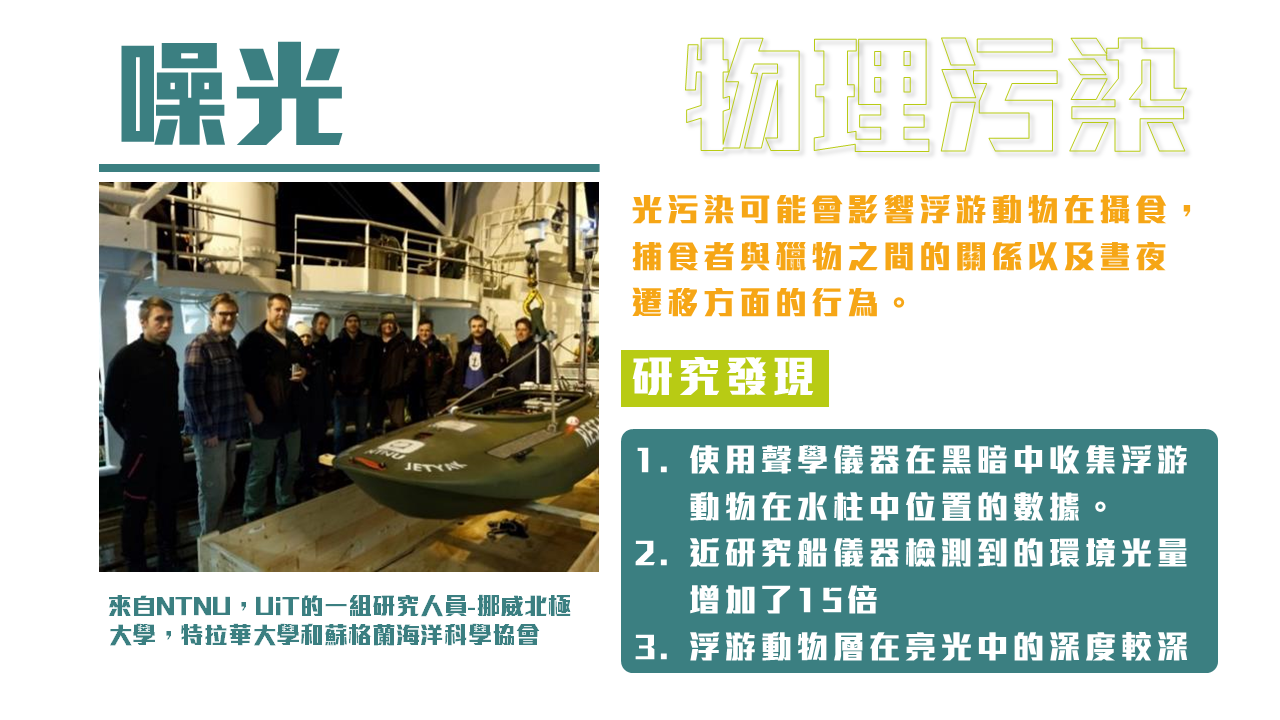 噪光
物理污染
光污染可能會影響浮游動物在攝食，
捕食者與獵物之間的關係以及晝夜
遷移方面的行為。
研究發現
1. 使用聲學儀器在黑暗中收集浮游
動物在水柱中位置的數據。
2. 近研究船儀器檢測到的環境光量
增加了15倍
3. 浮游動物層在亮光中的深度較深
NTNU
JETYAK
來自NTNU，UiT的一組研究人員-挪威北極
大學，特拉華大學和蘇格蘭海洋科學協會